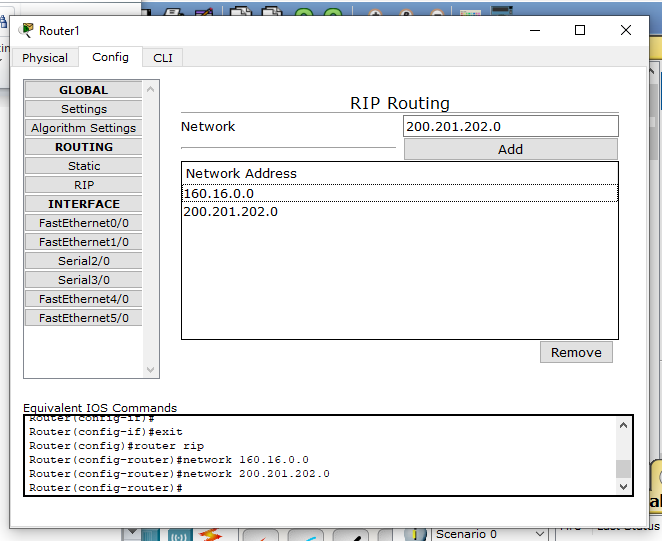 Router1
Physical
Config
CLI
GLOBAL
Settings
Algorithm Settings
ROUTING
Static
RIP
INTERFACE
FastEthernet0/0
FastEthernet1/0
Serial2/0
Serial3/0
FastEthernet4/0
FastEthernet5/0
RIP Routing
Network
200.201.202.0
Add
Network Address
160.16.0.0
200.201.202.0
Remove
Equivalent IOS Commands
Router(config-if)#
Router(config-if)#exit
Router(config)#router rip
Router(config-router)#network 160.16.0.0
Router(config-router)#network 200.201.202.0
Router(config-router)#
Scenario 0
Last Status